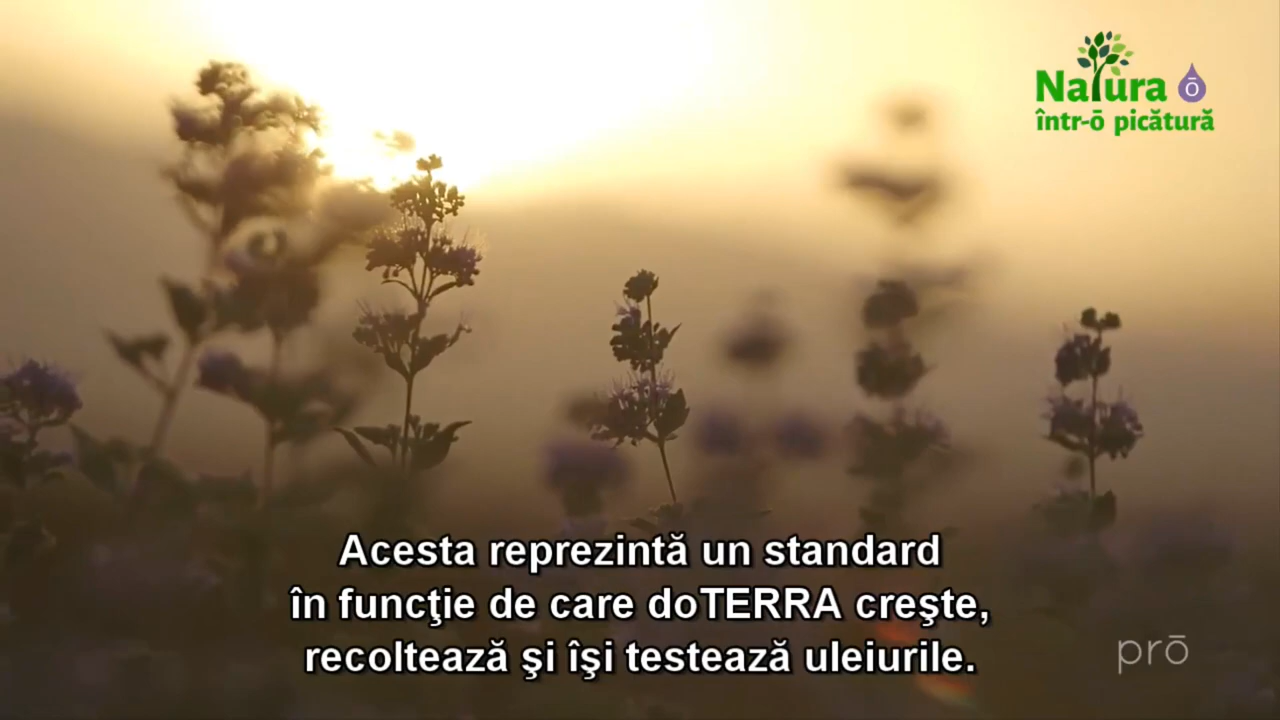 Natura ō
într-ō picătură
Acesta reprezintă un standard
în funcţie de care doTERRA creşte,
recoltează şi îşi testează uleiurile.
prō